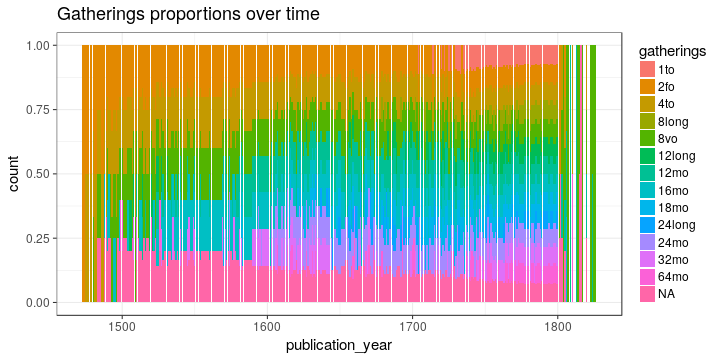 Gatherings proportions over time
1.00
0.75
0.50
0.25
0.00
count
1500 1600 1700 1800
publication_year
gatherings
1to
2fo
4to
8long
8vo
12long
12mo
16mo
18mo
24long
24mo
32mo
64mo
NA